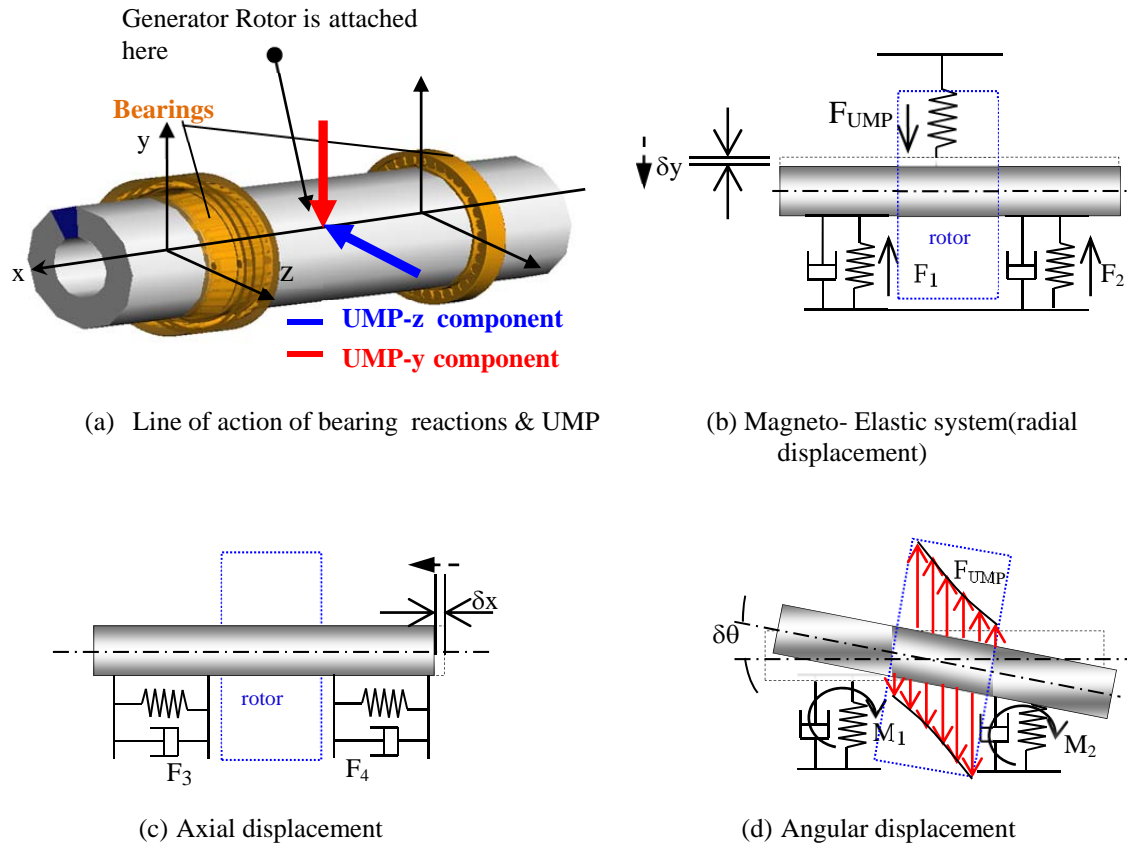 Generator Rotor is attached
here
Bearings
y
x
z
UMP-z component
UMP-y component
(a) Line of action of bearing reactions & UMP
FUMP
δy
rotor
F1
F2
(b) Magneto- Elastic system(radial
displacement)
δx
rotor
F3
F4
(c) Axial displacement
FUMP
δθ
M1
M2
(d) Angular displacement